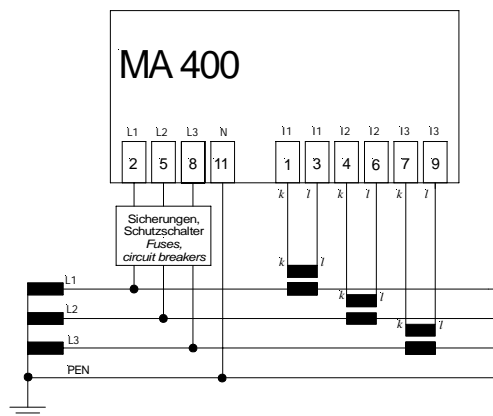 MA 400
L1 L2 L3 N I1 I1 I2 I2 I3 I3
2 5 8 11 1 3 4 6 7 9
k l k l k l
Sicherungen,
Schutzschalter
Fuses,
circuit breakers
k l
L1
k l
L2
k l
L3
PEN